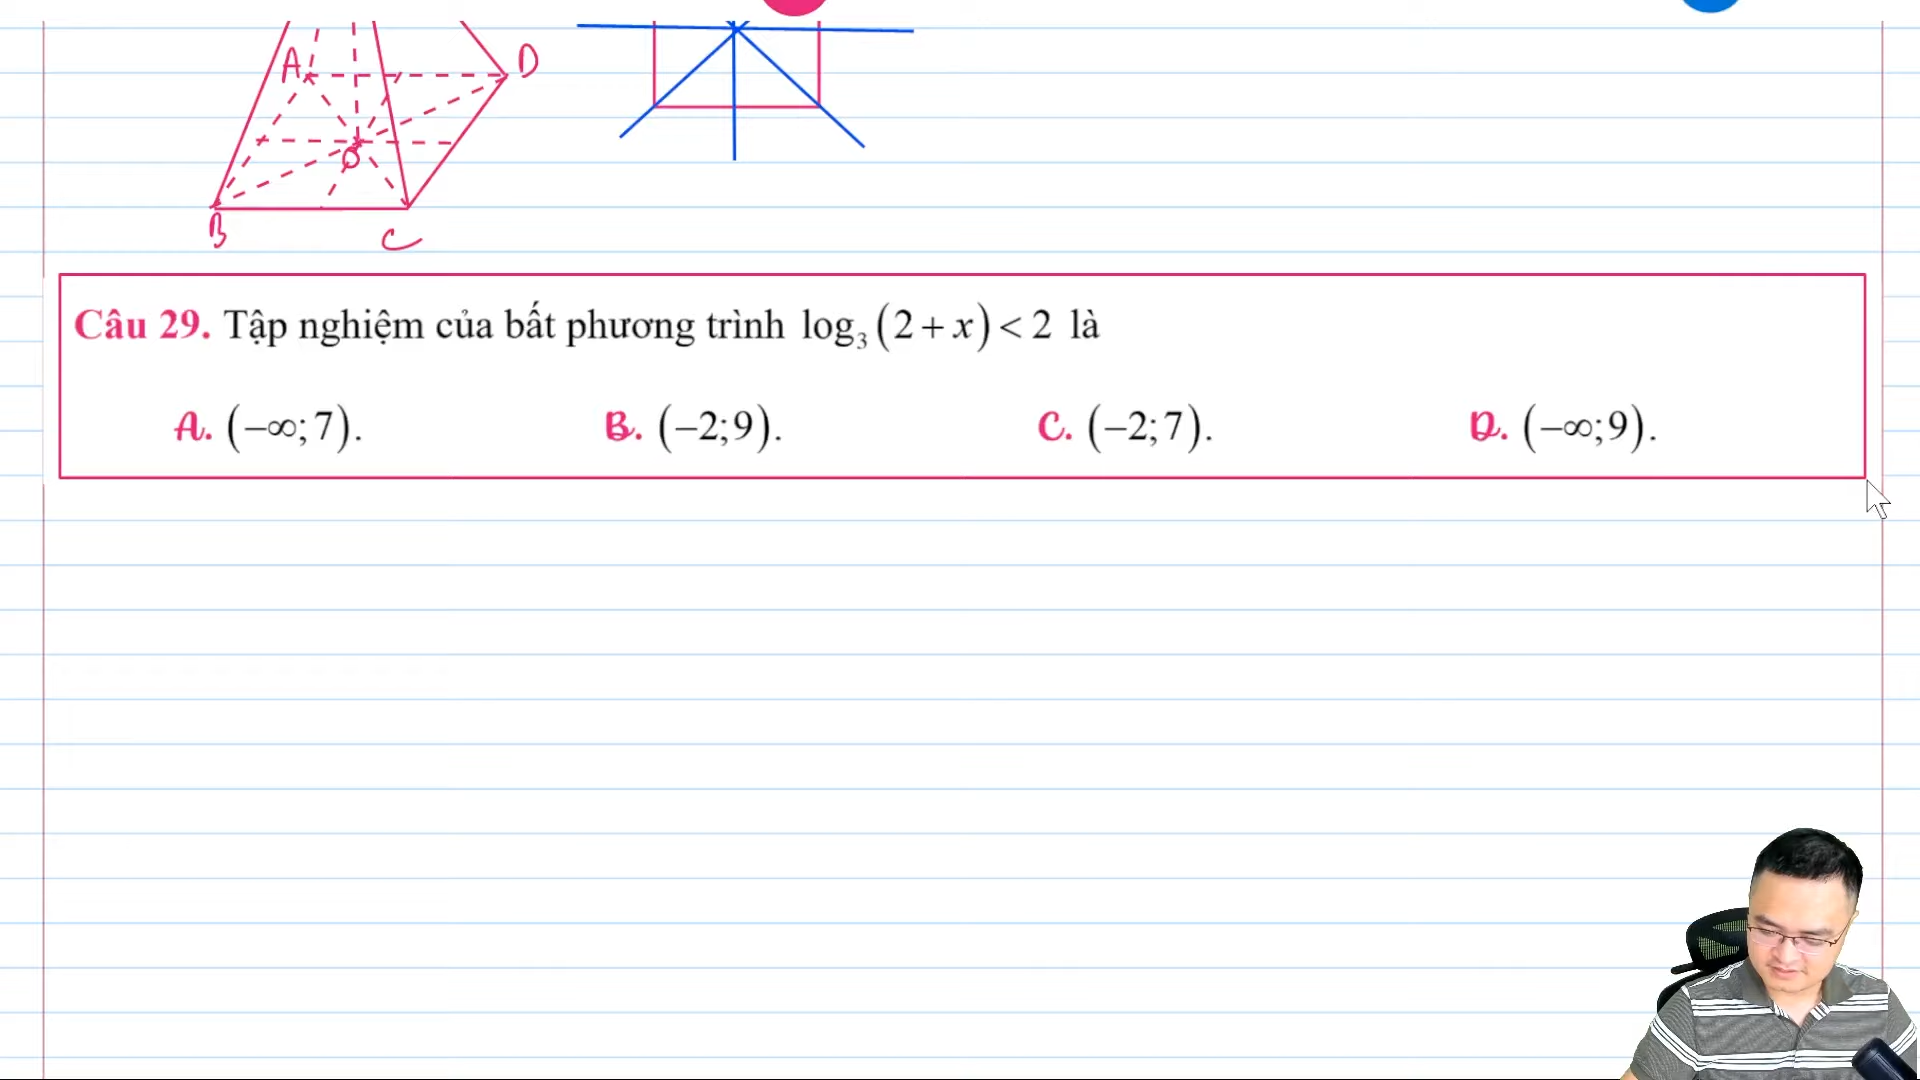 A
D
O
B
C
Câu 29. Tập nghiệm của bất phương trình log₃(2+x)<2 là
A. (−∞;7). B. (−2;9). C. (−2;7). D. (−∞;9).